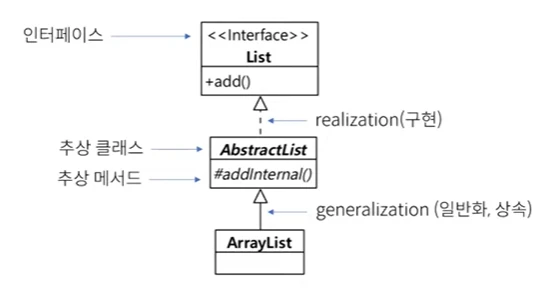 인터페이스
<<Interface>>
List
+add()
realization(구현)
추상 클래스
AbstractList
추상 메서드
#addInternal()
generalization (일반화, 상속)
ArrayList